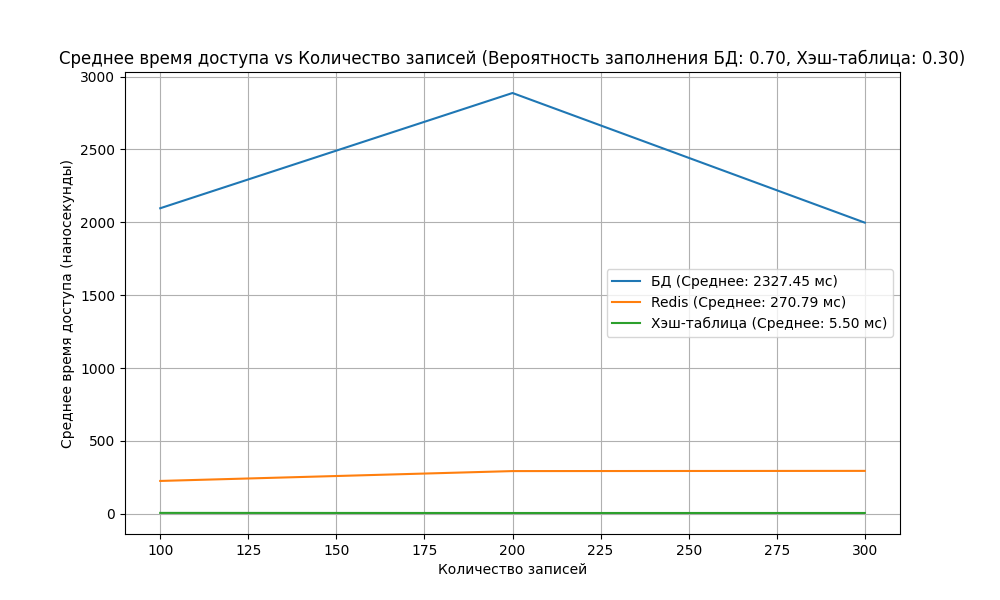 Среднее время доступа vs Количество записей (Вероятность заполнения БД: 0.70, Хэш-таблица: 0.30)
Среднее время доступа (наносекунды)
3000
2500
2000
1500
1000
500
0
БД (Среднее: 2327.45 мс)
Redis (Среднее: 270.79 мс)
Хэш-таблица (Среднее: 5.50 мс)
100 125 150 175 200 225 250 275 300
Количество записей